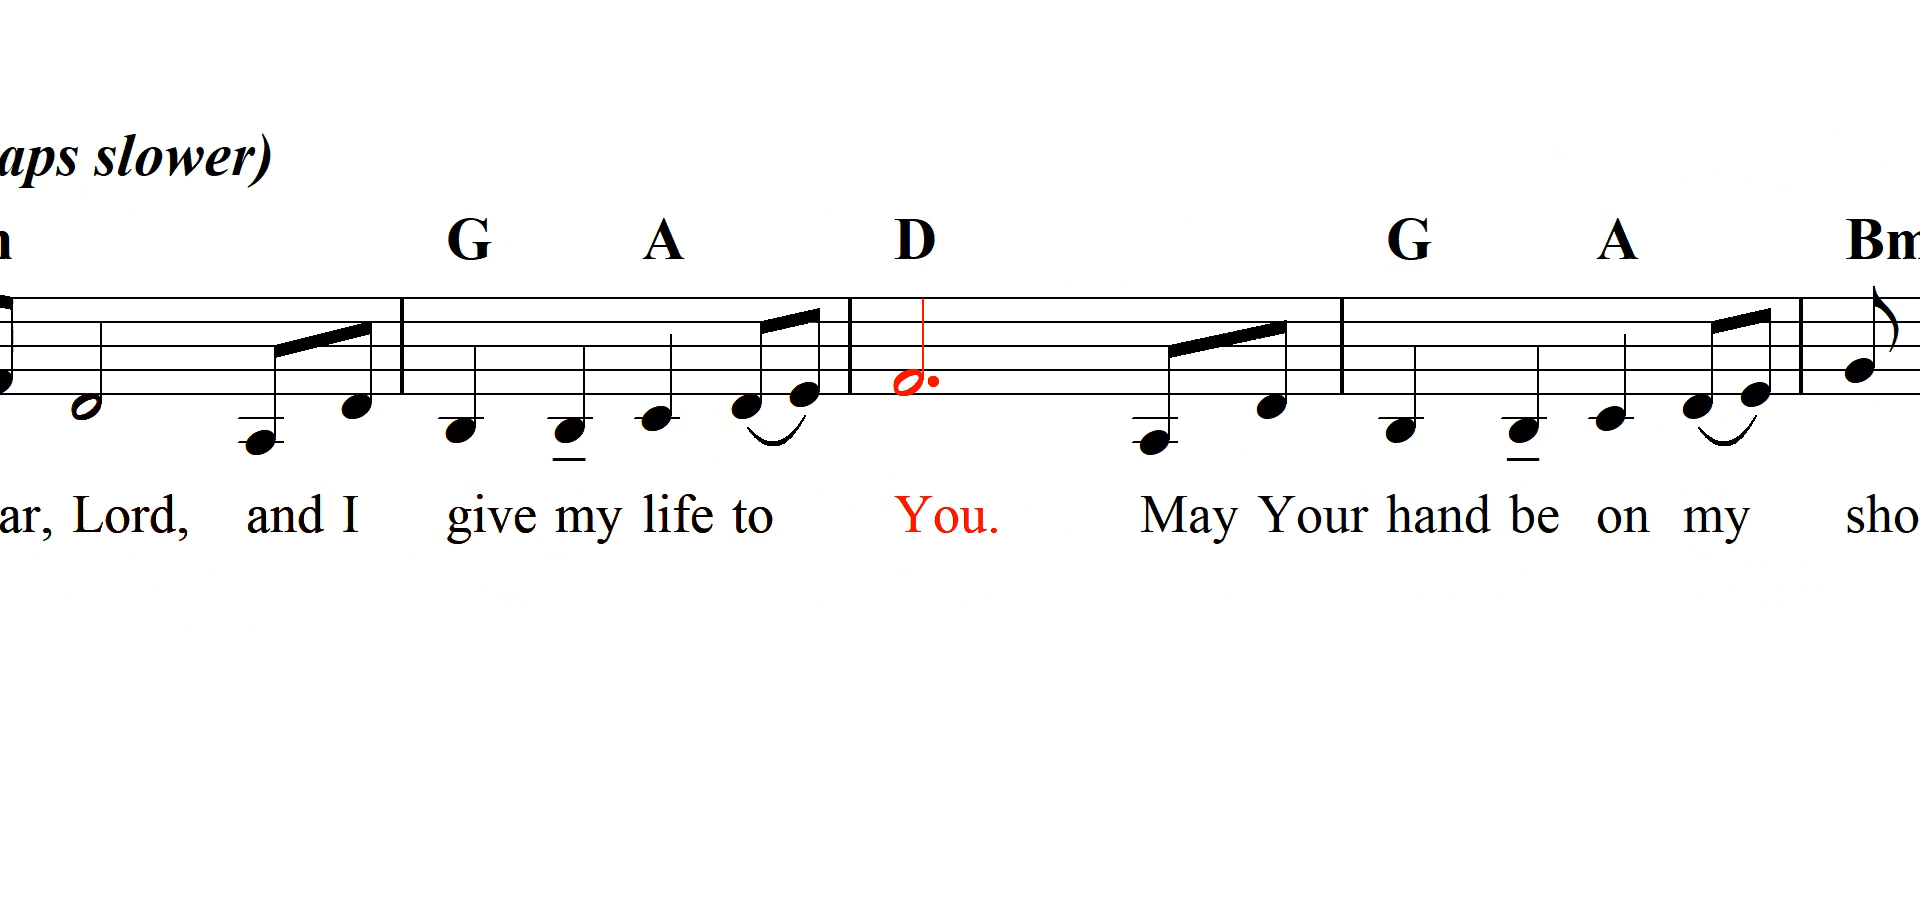 aps slower)
G A D G A Bm
ar, Lord, and I give my life to You. May Your hand be on my sho